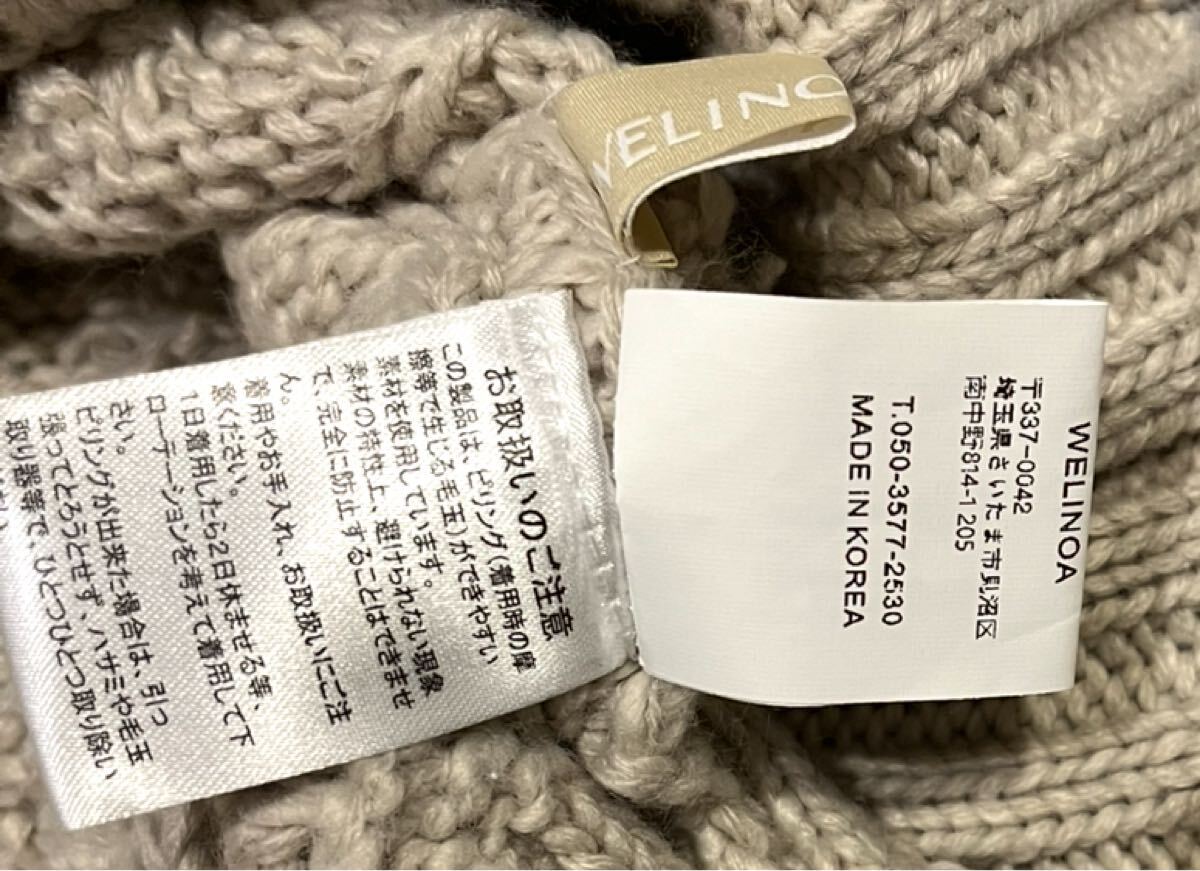 WELINO
お取扱いのご注意
この製品は、ピリング(着用時の摩
擦等で生じる毛玉)ができやすい
素材を使用しています。
素材の特性上、避けられない現象
で、完全に防止することはできませ
ん。
着用やお手入れ、お取扱いにご注
意ください。
1日着用したら2日休ませる等、
ローテーションを考えて着用して下
さい。
ピリングが出来た場合は、引っ
張ってとろうとせず、ハサミや毛玉
取り器等で、ひとつひとつ取り除い
WELINOA
〒337-0042
埼玉県さいたま市見沼区
南中野814-1 205
T.050-3577-2530
MADE IN KOREA